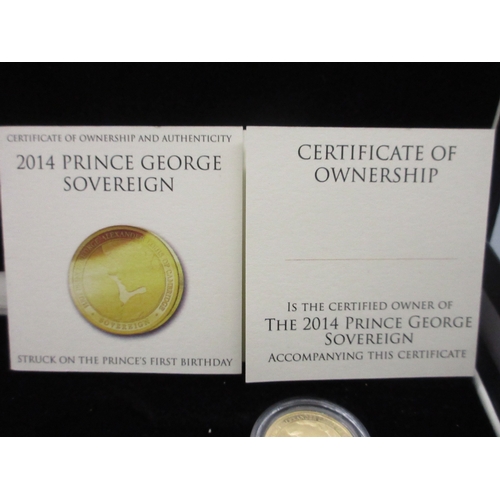 CERTIFICATE OF OWNERSHIP AND AUTHENTICITY
2014 PRINCE GEORGE
SOVEREIGN
SOVEREIGN
STRUCK ON THE PRINCE'S FIRST BIRTHDAY
CERTIFICATE OF
OWNERSHIP
IS THE CERTIFIED OWNER OF
THE 2014 PRINCE GEORGE
SOVEREIGN
ACCOMPANYING THIS CERTIFICATE